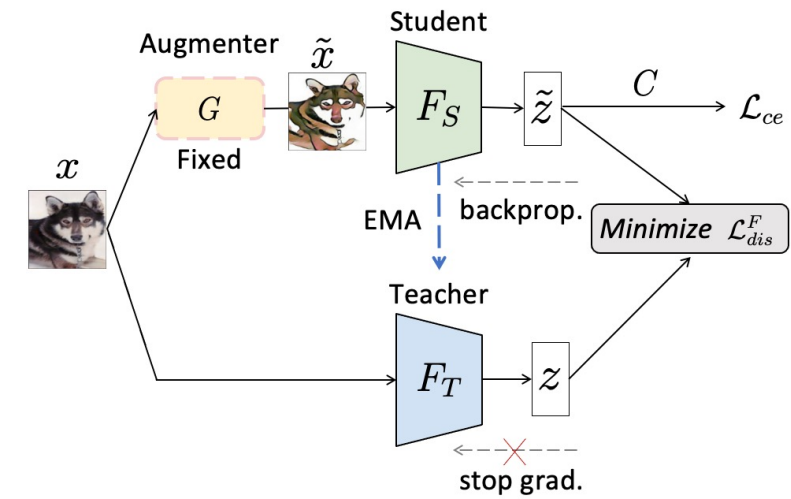 Student
Augmenter
x̃
G
F_S
z̃
C
ℒ_ce
Fixed
x
backprop.
EMA
Minimize ℒ^F_dis
Teacher
F_T
z
stop grad.